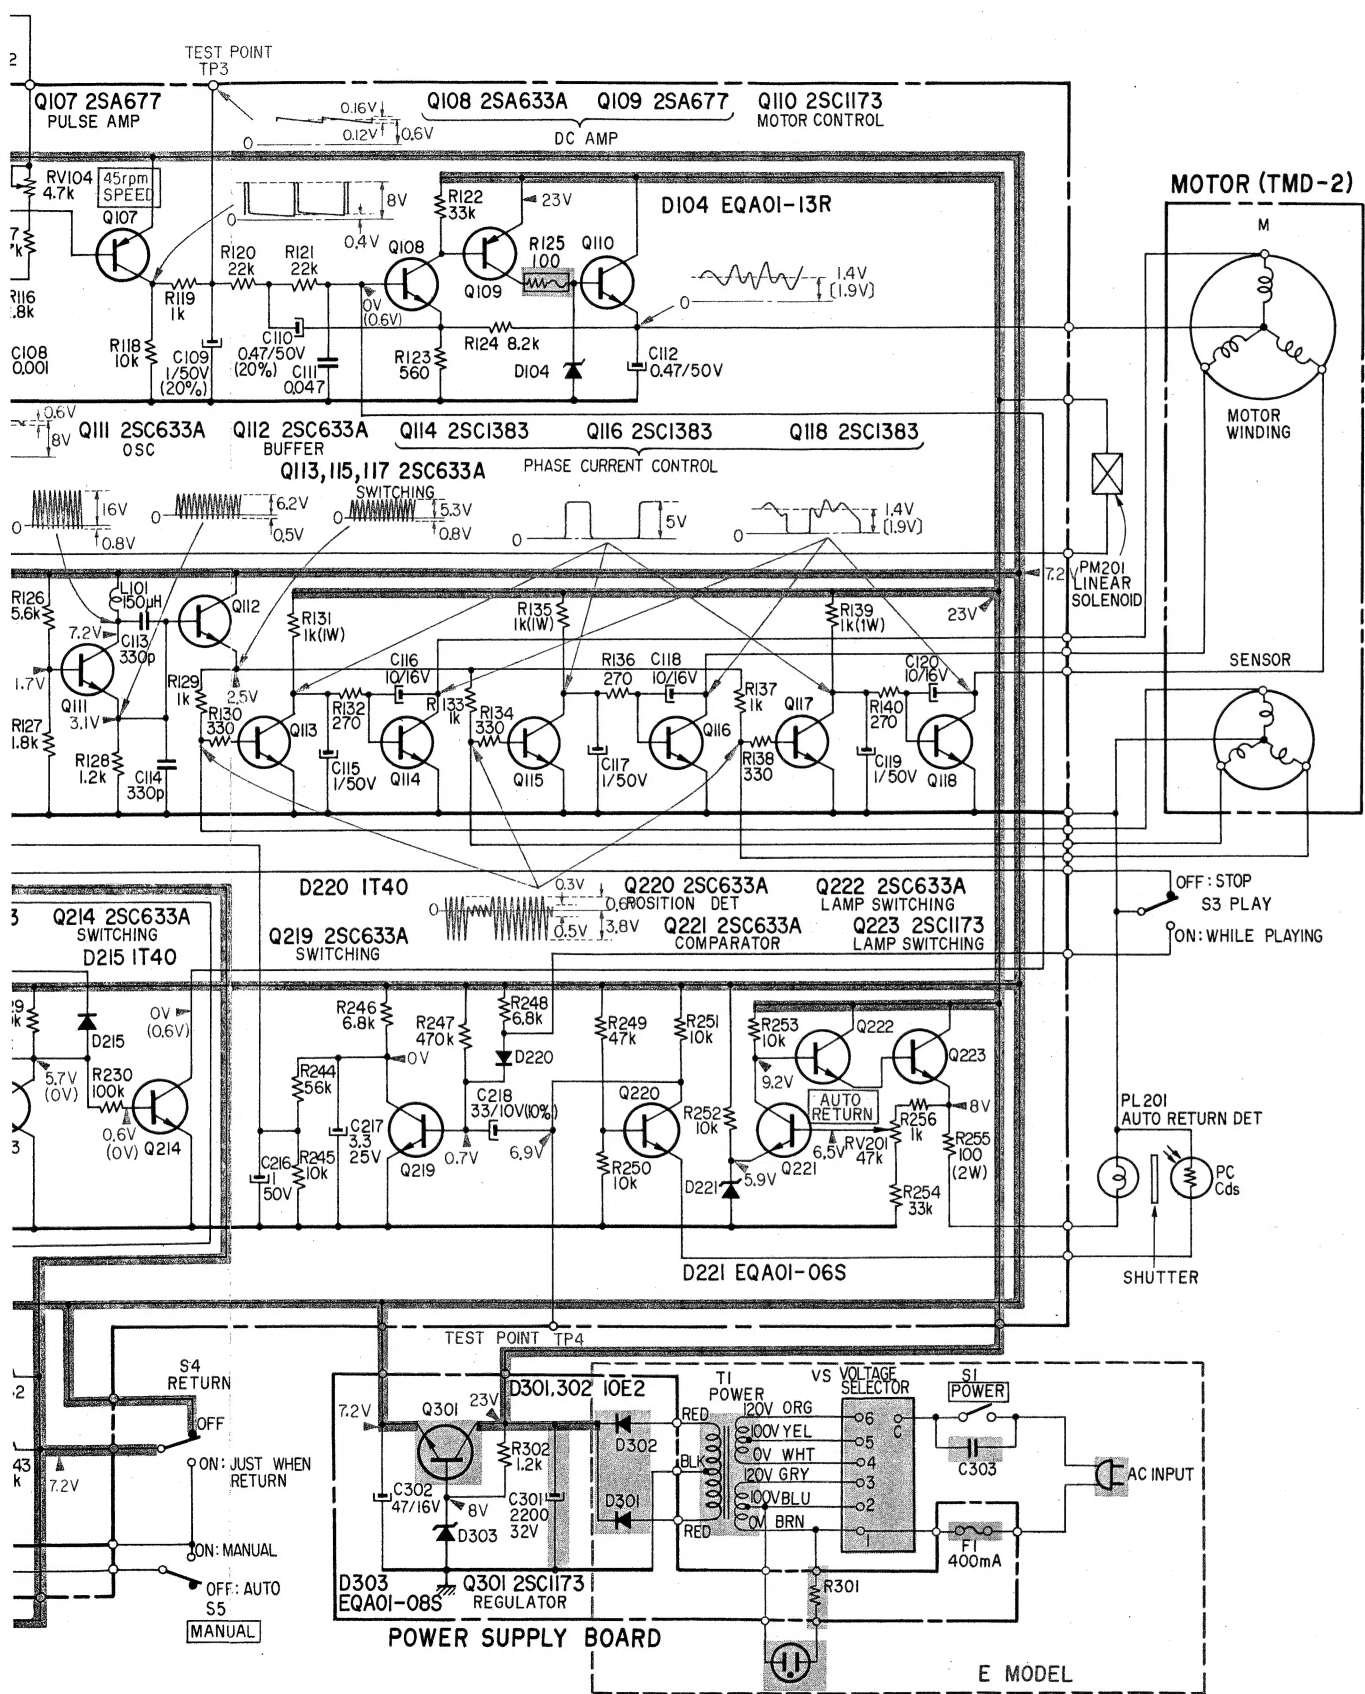 TEST POINT
TP3
2
Q107 2SA677
PULSE AMP
0.16V
0.12V
0.6V
0
Q108 2SA633A
Q109 2SA677
DC AMP
Q110 2SC1173
MOTOR CONTROL
RV104
4.7k
45rpm
SPEED
Q107
8V
0
0.4V
R122
33k
23V
D104 EQA01-13R
MOTOR (TMD-2)
M
R120
22k
R121
22k
Q108
R125
100
Q110
Q109
1.4V
(1.9V)
0
R119
1k
0V
(0.6V)
R116
1.8k
R118
10k
C108
0.001
C109
1/50V
(20%)
C110
0.47/50V
(20%)
C111
0.047
R123
560
R124 8.2k
D104
C112
0.47/50V
MOTOR
WINDING
0.6V
8V
Q111 2SC633A
OSC
Q112 2SC633A
BUFFER
Q114 2SC1383
Q116 2SC1383
Q118 2SC1383
PHASE CURRENT CONTROL
Q113,115,117 2SC633A
SWITCHING
0
16V
0.8V
0
6.2V
0.5V
0
5.3V
0.8V
0
5V
0
1.4V
(1.9V)
7.2V
PM201
LINEAR
SOLENOID
R126
5.6k
L101
150μH
Q112
7.2V
C113
330p
R131
1k(1W)
R135
1k(1W)
R139
1k(1W)
23V
1.7V
Q111
3.1V
R129
1k
2.5V
R130
330
Q113
R132
270
C116
10/16V
R133
1k
R134
330
R136
270
C118
10/16V
R137
1k
Q117
R140
270
C120
10/16V
SENSOR
R127
1.8k
R128
1.2k
C114
330p
C115
1/50V
Q114
Q115
C117
1/50V
Q116
R138
330
C119
1/50V
Q118
D220 1T40
0
0.3V
0.6V
0.5V
3.8V
Q220 2SC633A
POSITION DET
Q222 2SC633A
LAMP SWITCHING
OFF: STOP
S3 PLAY
ON: WHILE PLAYING
3
Q214 2SC633A
SWITCHING
D215 1T40
Q219 2SC633A
SWITCHING
Q221 2SC633A
COMPARATOR
Q223 2SC1173
LAMP SWITCHING
0V
(0.6V)
D215
5.7V
(0V)
R230
100k
0.6V
(0V)
Q214
R246
6.8k
R247
470k
R248
6.8k
D220
0V
R244
56k
C217
3.3
25V
C218
33/10V(10%)
Q219
0.7V
6.9V
C216
1
50V
R245
10k
R249
47k
R251
10k
Q220
R252
10k
R250
10k
D221
5.9V
R253
10k
Q222
Q223
9.2V
AUTO
RETURN
R256
1k
8V
Q221
6.5V
RV201
47k
R255
100
(2W)
R254
33k
PL201
AUTO RETURN DET
PC
Cds
SHUTTER
D221 EQA01-06S
TEST POINT TP4
S4
RETURN
OFF
ON: JUST WHEN
RETURN
7.2V
ON: MANUAL
OFF: AUTO
S5
MANUAL
D301,302 10E2
7.2V
Q301
23V
R302
1.2k
C302
47/16V
8V
D303
C301
2200
32V
D302
D301
D303
EQA01-08S
Q301 2SC1173
REGULATOR
POWER SUPPLY BOARD
T1
POWER
RED
BLK
RED
120V ORG
100V YEL
0V WHT
120V GRY
100V BLU
0V BRN
VS VOLTAGE
SELECTOR
6
5
4
3
2
1
C
S1
POWER
C303
AC INPUT
F1
400mA
R301
E MODEL